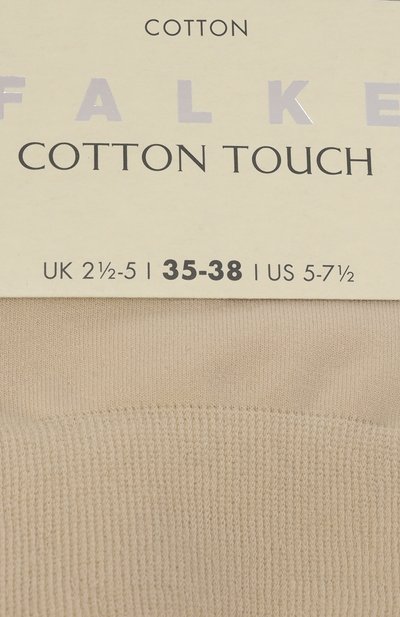 COTTON
FALKE
COTTON TOUCH
UK 2½-5 | 35-38 | US 5-7½